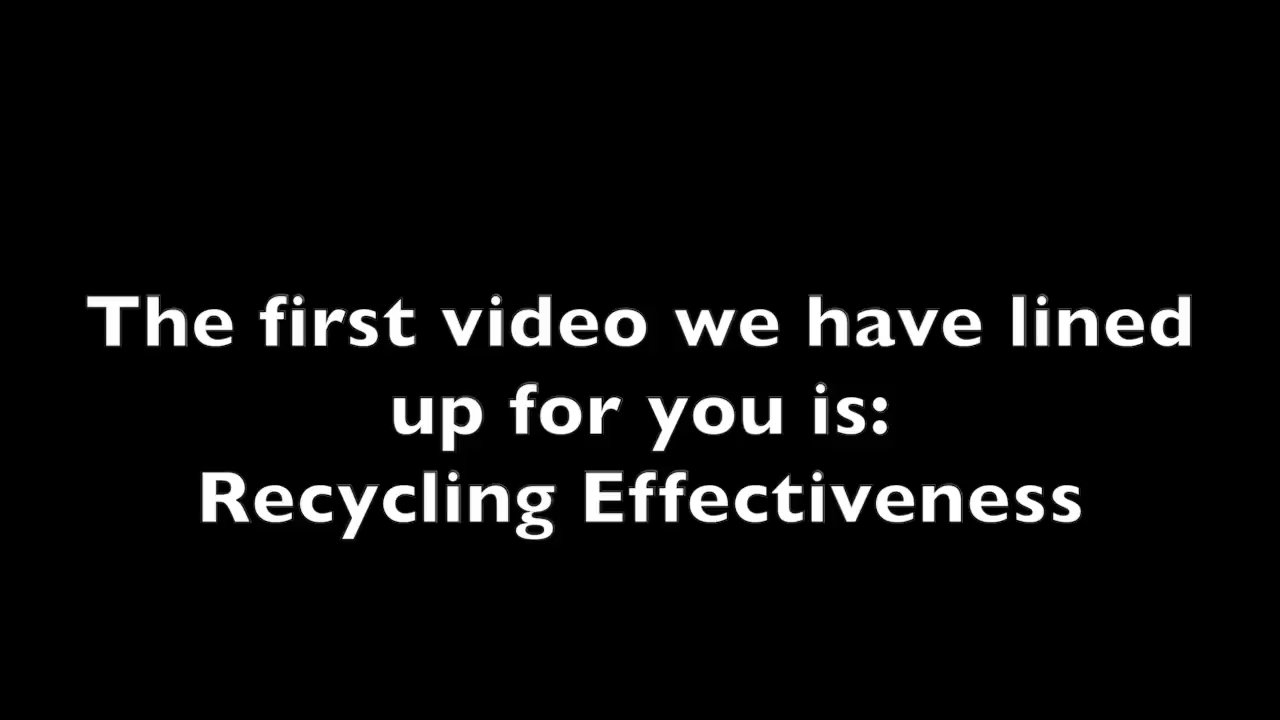 The first video we have lined
up for you is:
Recycling Effectiveness